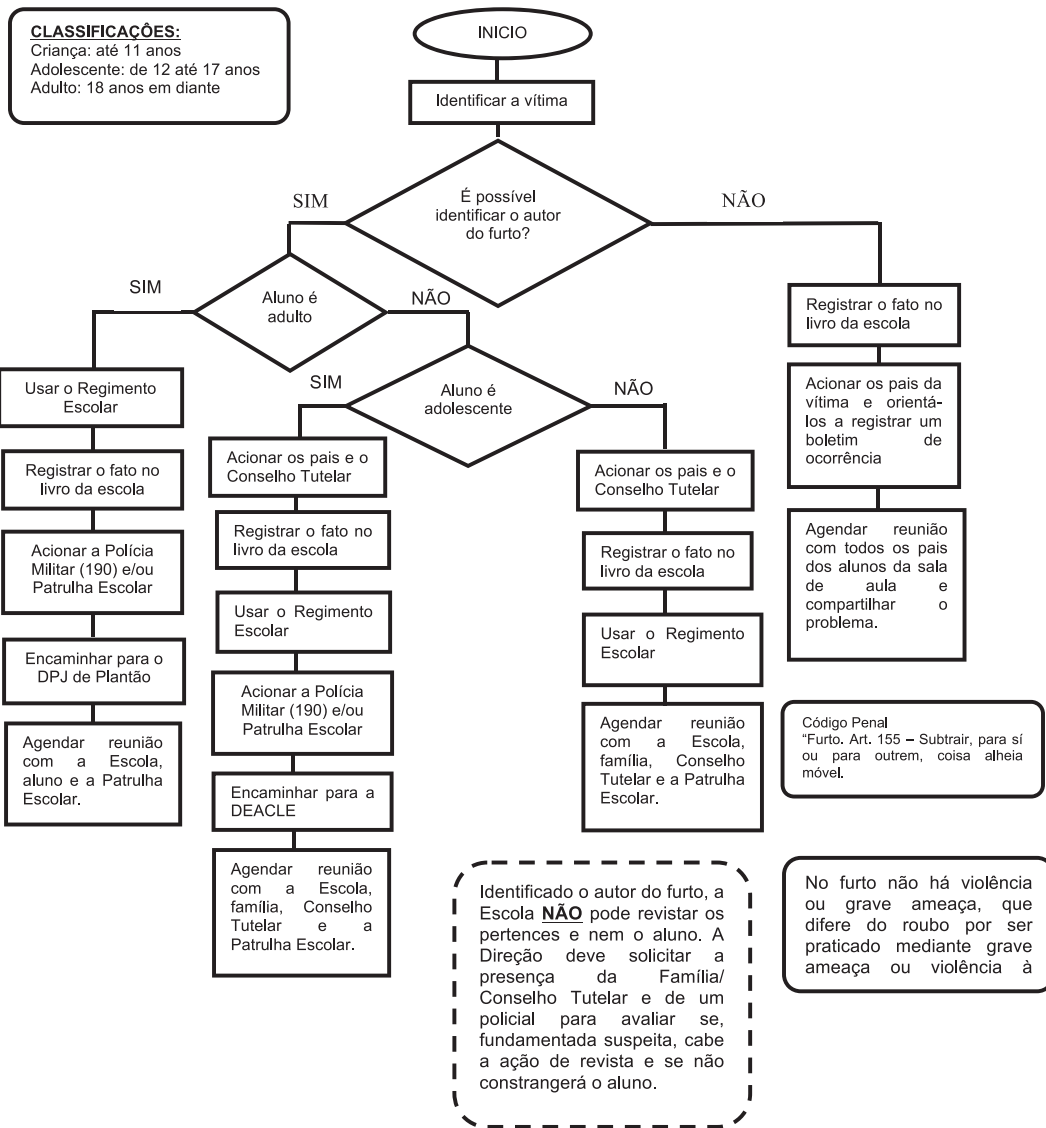 CLASSIFICAÇÕES:
Criança: até 11 anos
Adolescente: de 12 até 17 anos
Adulto: 18 anos em diante
INICIO
Identificar a vítima
É possível
identificar o autor
do furto?
SIM
NÃO
Aluno é
adulto
SIM
NÃO
Usar o Regimento
Escolar
Registrar o fato no
livro da escola
Acionar a Polícia
Militar (190) e/ou
Patrulha Escolar
Encaminhar para o
DPJ de Plantão
Agendar reunião
com a Escola,
aluno e a Patrulha
Escolar.
Aluno é
adolescente
SIM
NÃO
Acionar os pais e o
Conselho Tutelar
Registrar o fato no
livro da escola
Usar o Regimento
Escolar
Acionar a Polícia
Militar (190) e/ou
Patrulha Escolar
Encaminhar para a
DEACLE
Agendar reunião
com a Escola,
família, Conselho
Tutelar e a
Patrulha Escolar.
Acionar os pais e o
Conselho Tutelar
Registrar o fato no
livro da escola
Usar o Regimento
Escolar
Agendar reunião
com a Escola,
família, Conselho
Tutelar e a Patrulha
Escolar.
Registrar o fato no
livro da escola
Acionar os pais da
vítima e orientá-
los a registrar um
boletim de
ocorrência
Agendar reunião
com todos os pais
dos alunos da sala
de aula e
compartilhar o
problema.
Código Penal
“Furto. Art. 155 – Subtrair, para sí
ou para outrem, coisa alheia
móvel.
Identificado o autor do furto, a
Escola NÃO pode revistar os
pertences e nem o aluno. A
Direção deve solicitar a
presença da Família/
Conselho Tutelar e de um
policial para avaliar se,
fundamentada suspeita, cabe
a ação de revista e se não
constrangerá o aluno.
No furto não há violência
ou grave ameaça, que
difere do roubo por ser
praticado mediante grave
ameaça ou violência à